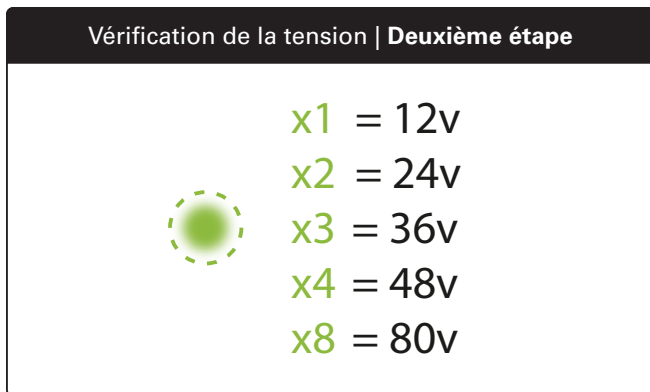 Vérification de la tension | Deuxième étape
x1 = 12v
x2 = 24v
x3 = 36v
x4 = 48v
x8 = 80v